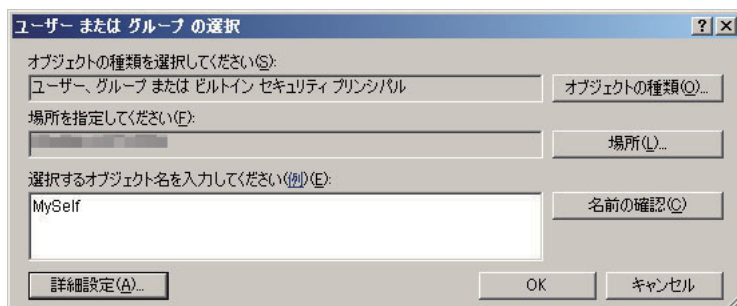 ユーザー または グループ の選択
オブジェクトの種類を選択してください(S):
ユーザー、グループ または ビルトイン セキュリティ プリンシパル
オブジェクトの種類(O)...
場所を指定してください(F):
場所(L)...
選択するオブジェクト名を入力してください(例)(E):
MySelf
名前の確認(C)
詳細設定(A)...
OK
キャンセル